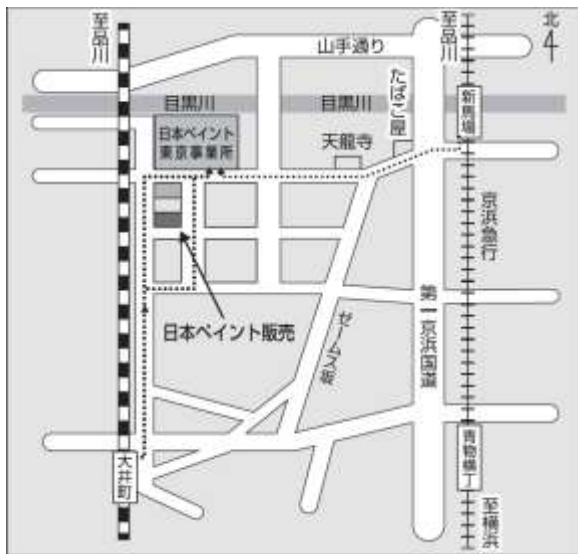 至品川
山手通り
至品川
北
4
たばこ屋
目黒川
目黒川
新馬場
日本ペイント
東京事業所
天龍寺
京浜急行
第一京浜国道
日本ペイント販売
ゼームス坂
大井町
青物横丁
至横浜